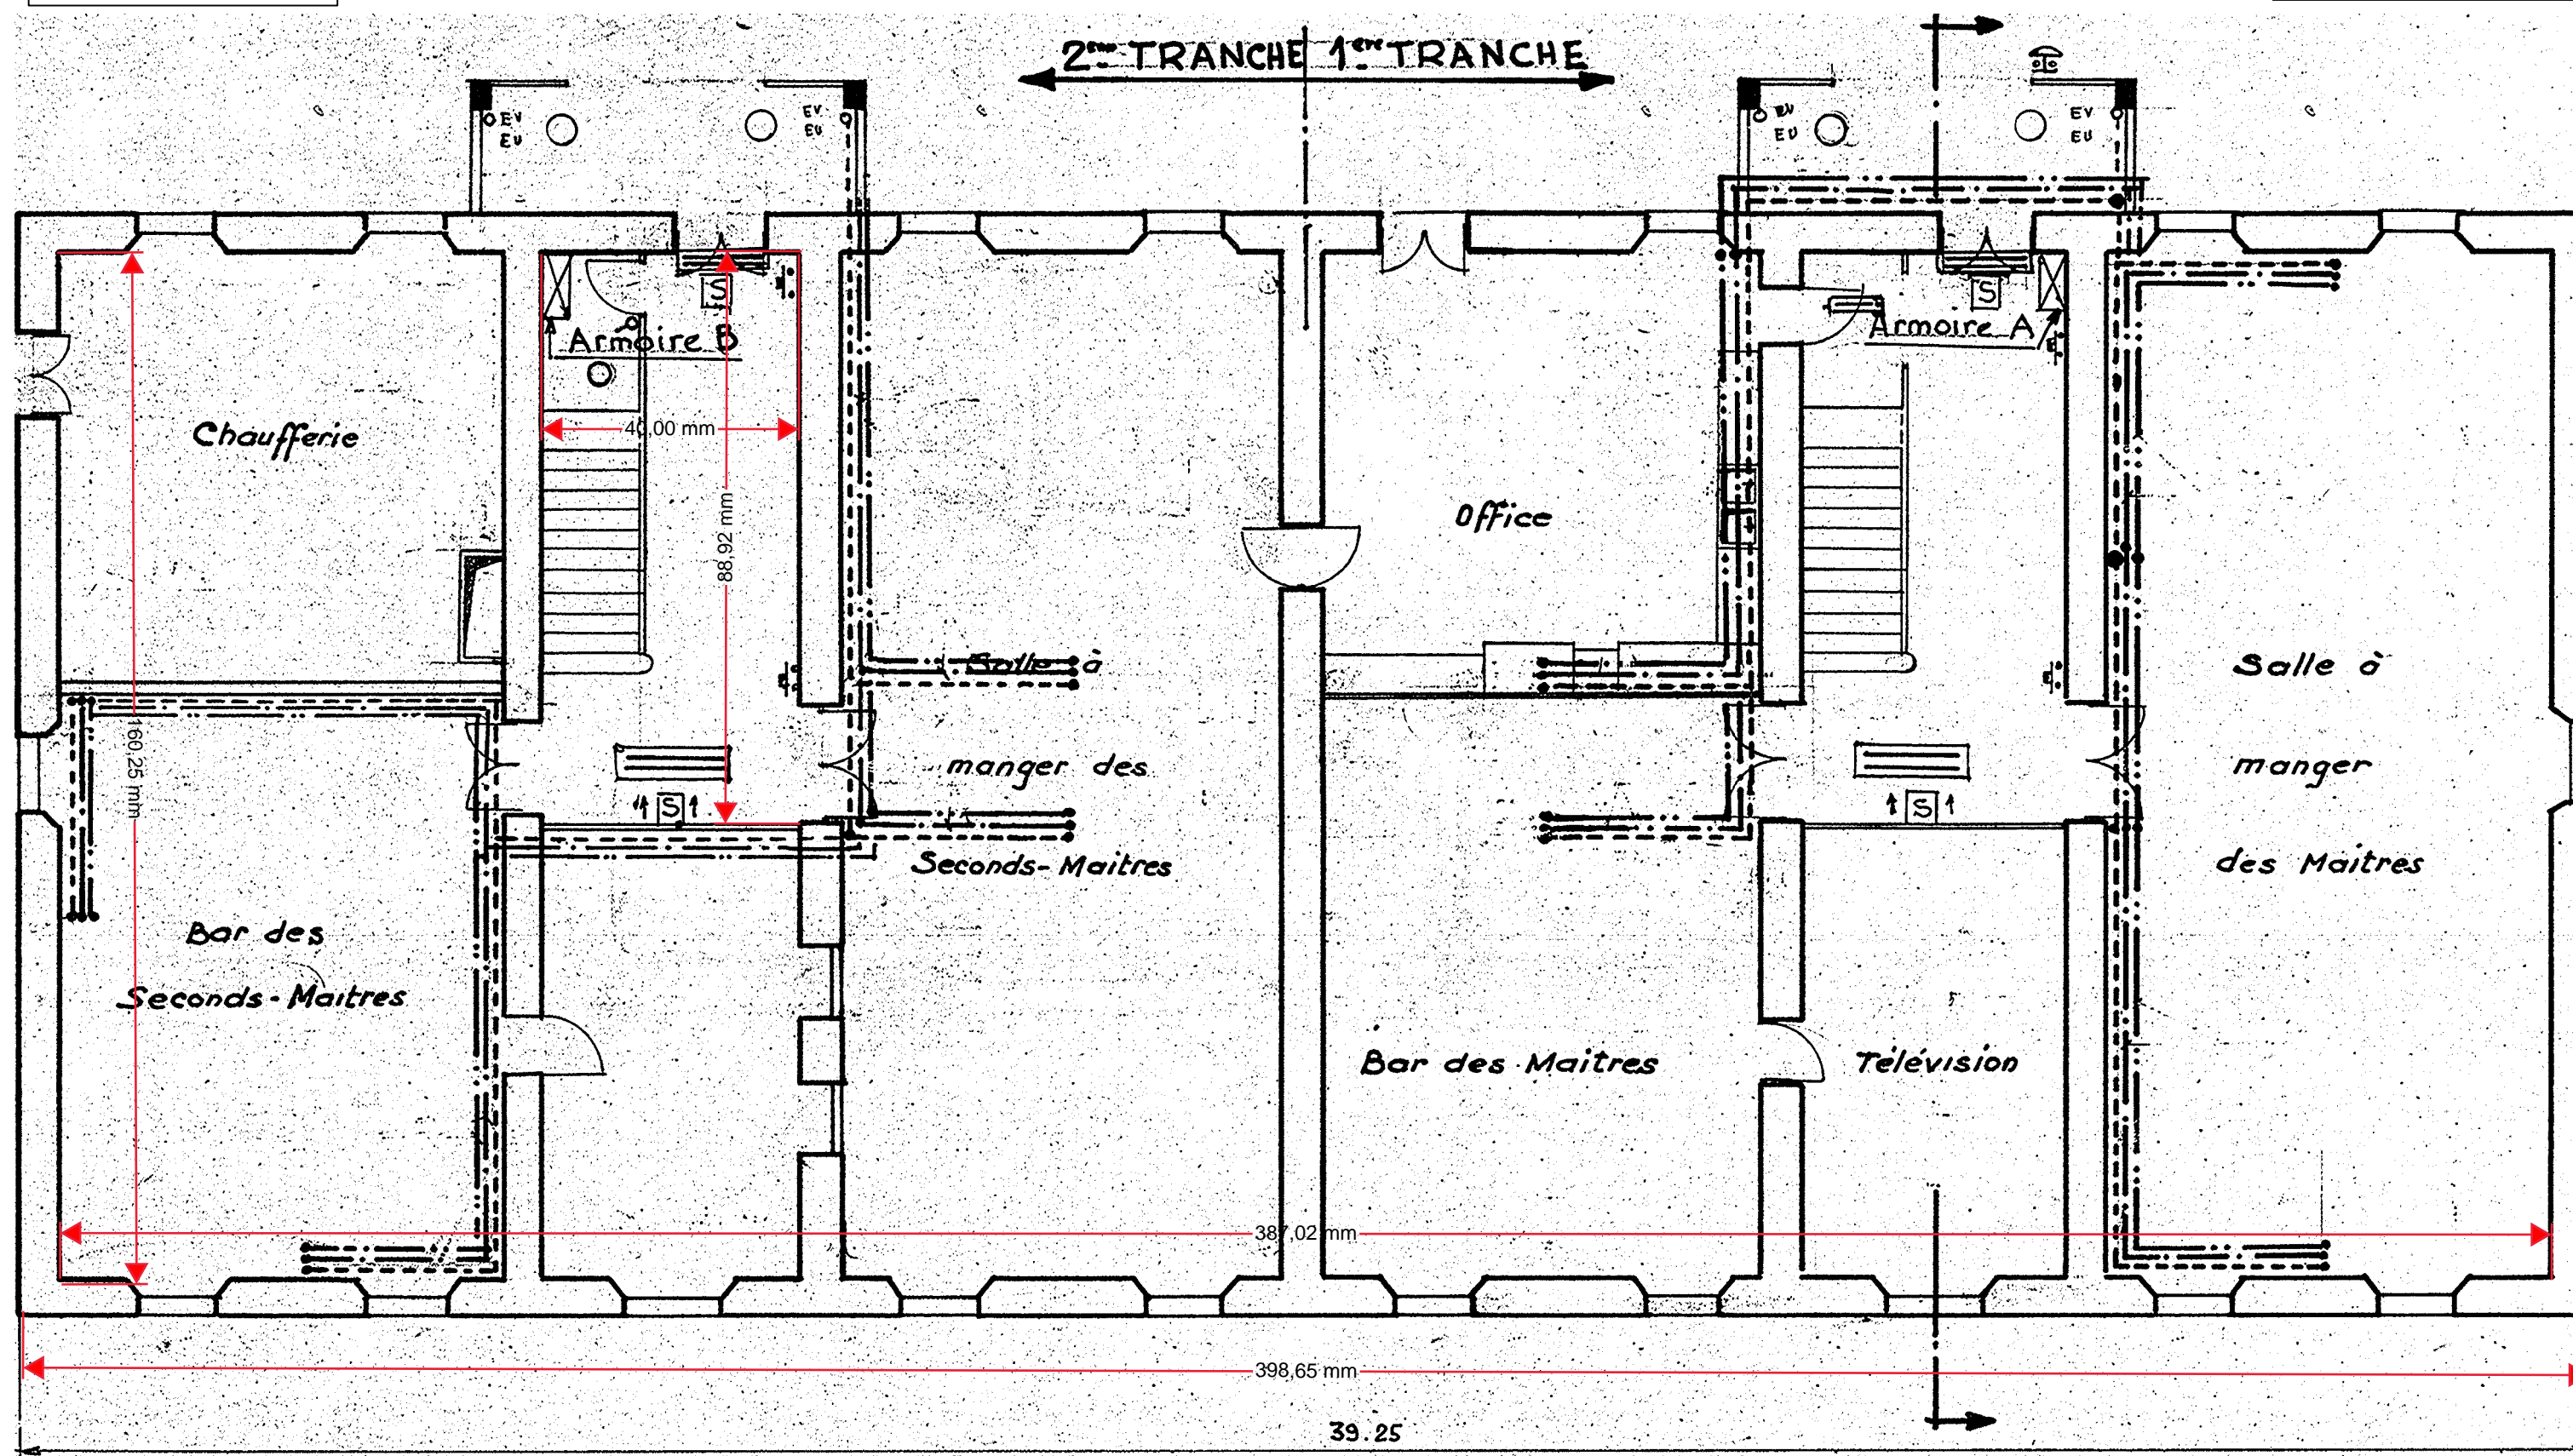 2ème TRANCHE 1ère TRANCHE
EV
EU
EV
EU
EV
EU
EV
EU
S
S
Armoire B
Armoire A
40,00 mm
Chaufferie
88,92 mm
Office
Salle à
manger des
Seconds-Maitres
Salle à
manger
des Maitres
160,25 mm
S
S
Bar des
Seconds-Maitres
Bar des Maitres
Télévision
387,02 mm
398,65 mm
39.25